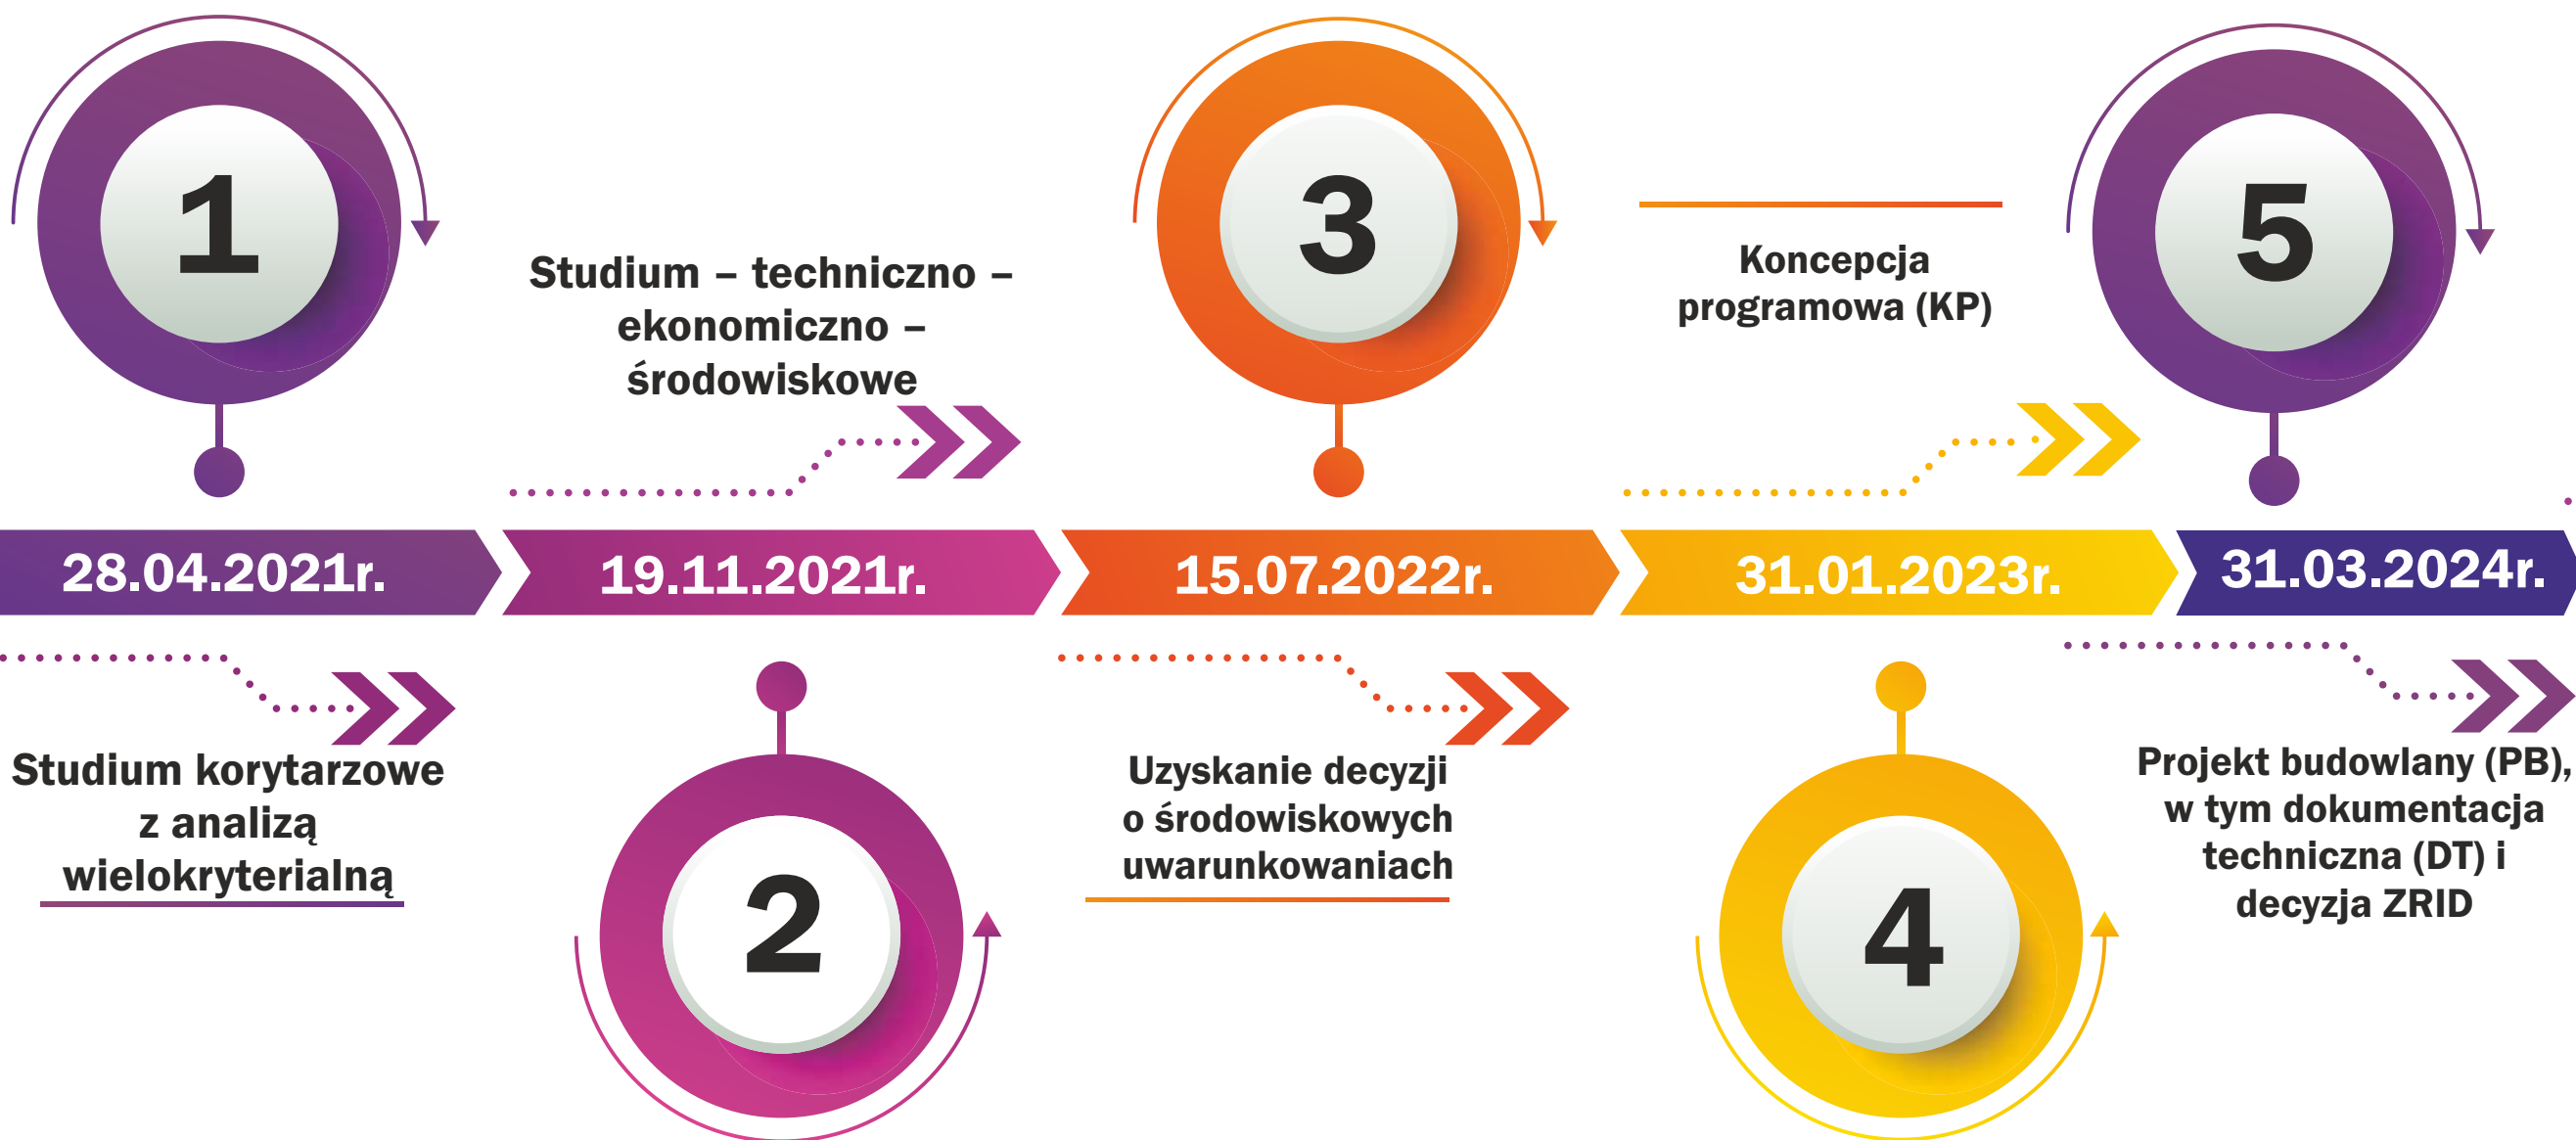 1
28.04.2021r.
Studium korytarzowe
z analizą
wielokryterialną
Studium – techniczno –
ekonomiczno –
środowiskowe
19.11.2021r.
2
3
15.07.2022r.
Uzyskanie decyzji
o środowiskowych
uwarunkowaniach
Koncepcja
programowa (KP)
31.01.2023r.
4
5
31.03.2024r.
Projekt budowlany (PB),
w tym dokumentacja
techniczna (DT) i
decyzja ZRID